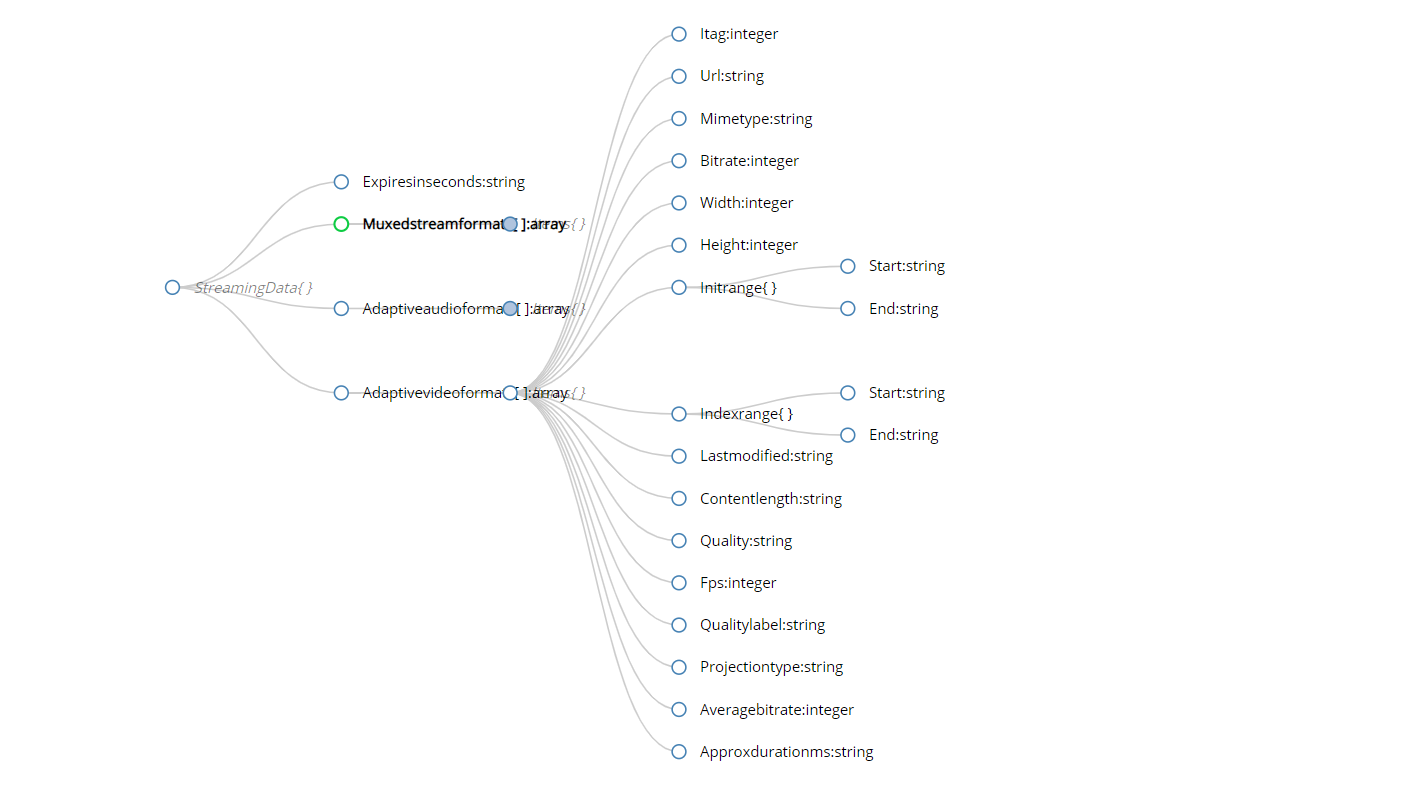 Itag:integer
Url:string
Mimetype:string
Bitrate:integer
Width:integer
Height:integer
Initrange{ }
Start:string
End:string
Indexrange{ }
Start:string
End:string
Lastmodified:string
Contentlength:string
Quality:string
Fps:integer
Qualitylabel:string
Projectiontype:string
Averagebitrate:integer
Approxdurationms:string
Expiresinseconds:string
Muxedstreamformat[ ]:array
StreamingData{ }
Adaptiveaudioformat[ ]:array
Adaptivevideoformat[ ]:array